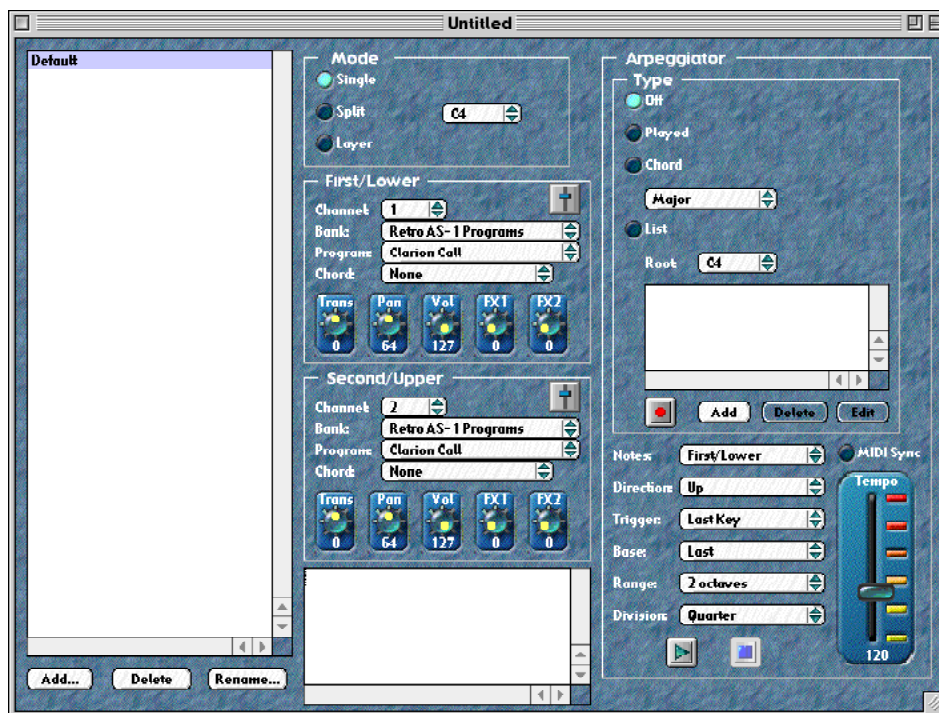 Untitled
Default
Add...
Delete
Rename...
Mode
Single
Split
C4
Layer
First/Lower
Channel:
1
Bank:
Retro AS-1 Programs
Program:
Clarion Call
Chord:
None
Trans
Pan
Vol
FX1
FX2
0
64
127
0
0
Second/Upper
Channel:
2
Bank:
Retro AS-1 Programs
Program:
Clarion Call
Chord:
None
Trans
Pan
Vol
FX1
FX2
0
64
127
0
0
Arpeggiator
Type
Off
Played
Chord
Major
List
Root:
C4
Add
Delete
Edit
Notes:
First/Lower
MIDI Sync
Direction:
Up
Trigger:
Last Key
Base:
Last
Range:
2 octaves
Division:
Quarter
Tempo
120